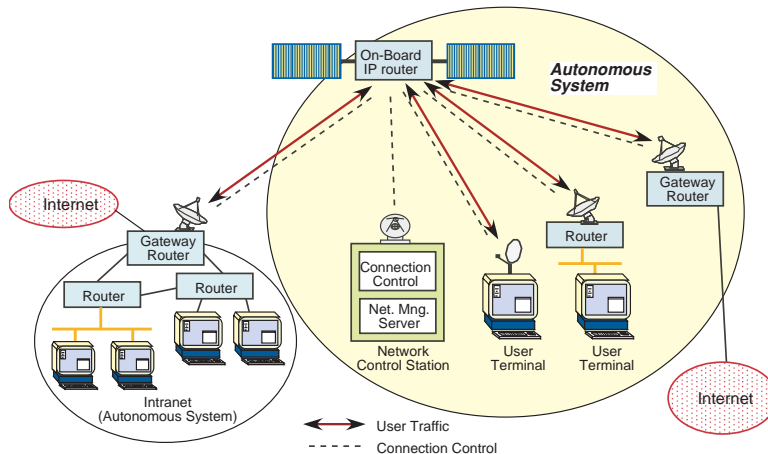 On-Board
IP router
Autonomous
System
Internet
Gateway
Router
Gateway
Router
Router
Router
Router
Connection
Control
Net. Mng.
Server
Network
Control Station
User
Terminal
User
Terminal
Internet
Intranet
(Autonomous System)
User Traffic
Connection Control